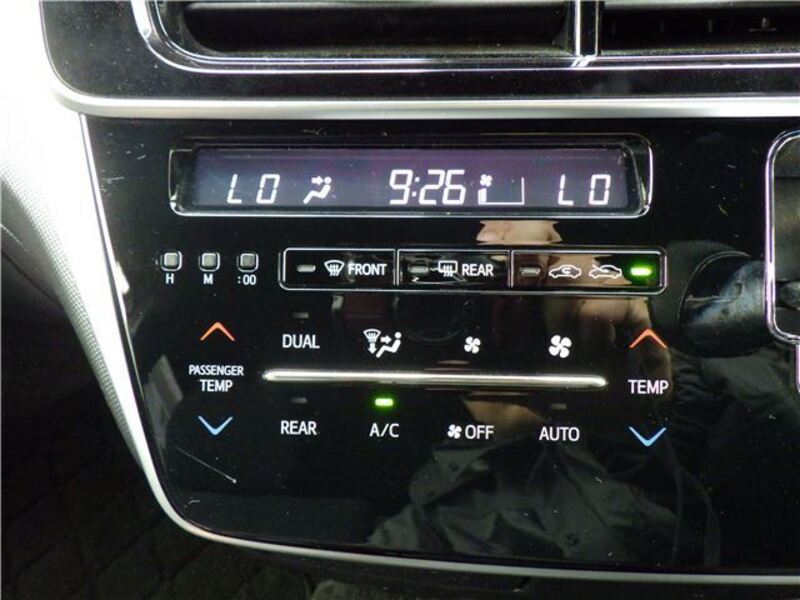 LO 9:26 LO
FRONT REAR
H M :00
DUAL
PASSENGER
TEMP
TEMP
REAR A/C OFF AUTO